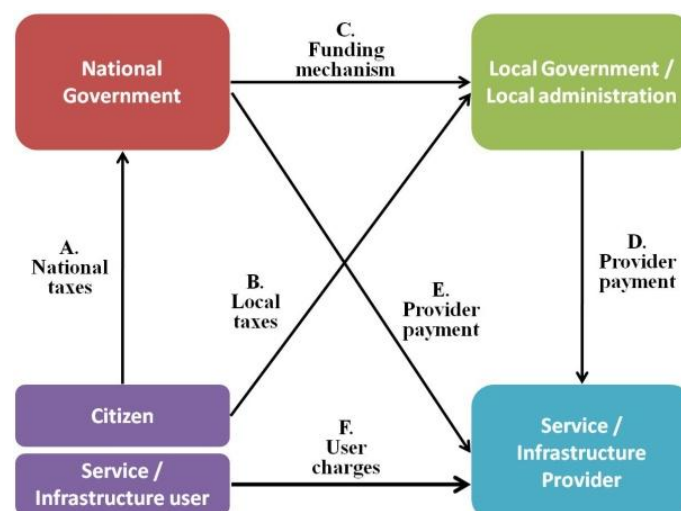 National
Government
C.
Funding
mechanism
Local Government /
Local administration
A.
National
taxes
B.
Local
taxes
E.
Provider
payment
D.
Provider
payment
Citizen
Service /
Infrastructure user
F.
User
charges
Service /
Infrastructure
Provider